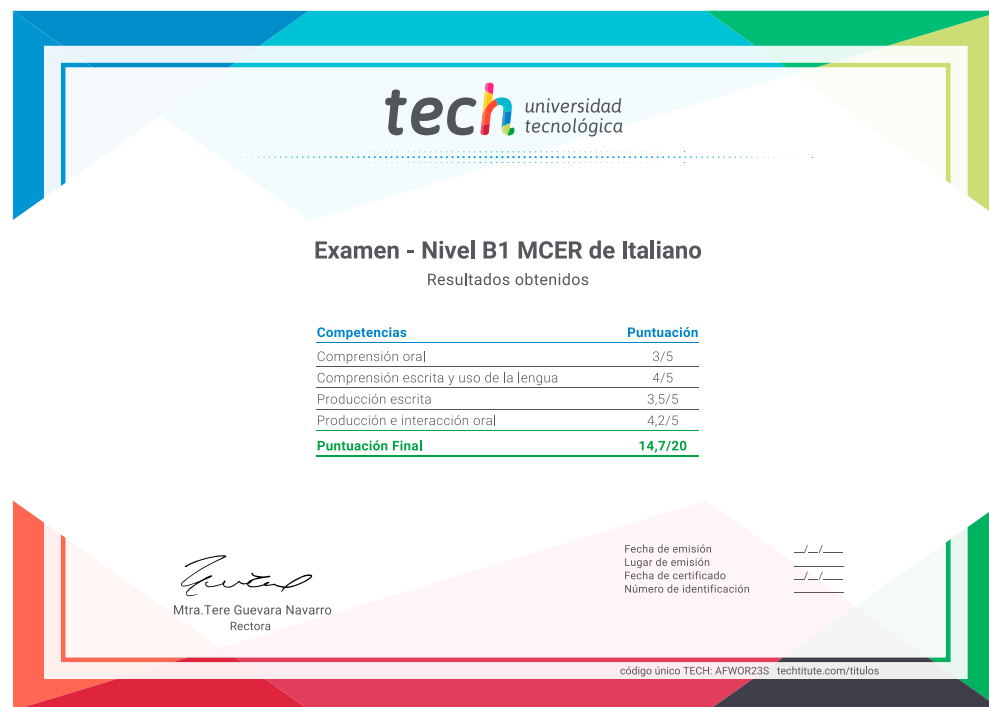 tech universidad
tecnológica
Examen - Nivel B1 MCER de Italiano
Resultados obtenidos
Competencias Puntuación
Comprensión oral 3/5
Comprensión escrita y uso de la lengua 4/5
Producción escrita 3,5/5
Producción e interacción oral 4,2/5
Puntuación Final 14,7/20
Fecha de emisión __/__/____
Lugar de emisión ________
Fecha de certificado __/__/____
Número de identificación ________
Mtra.Tere Guevara Navarro
Rectora
código único TECH: AFWOR23S techtitute.com/titulos